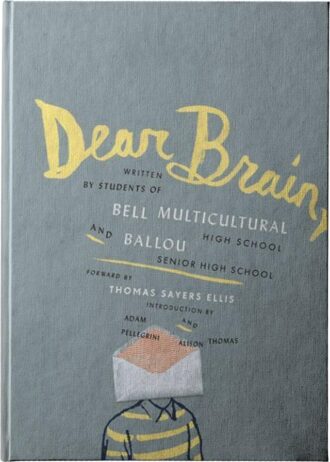 Dear Brain,
WRITTEN
BY STUDENTS OF
BELL MULTICULTURAL
HIGH SCHOOL
AND BALLOU
SENIOR HIGH SCHOOL
FORWARD BY
THOMAS SAYERS ELLIS
INTRODUCTION BY
ADAM PELLEGRINI AND ALISON THOMAS